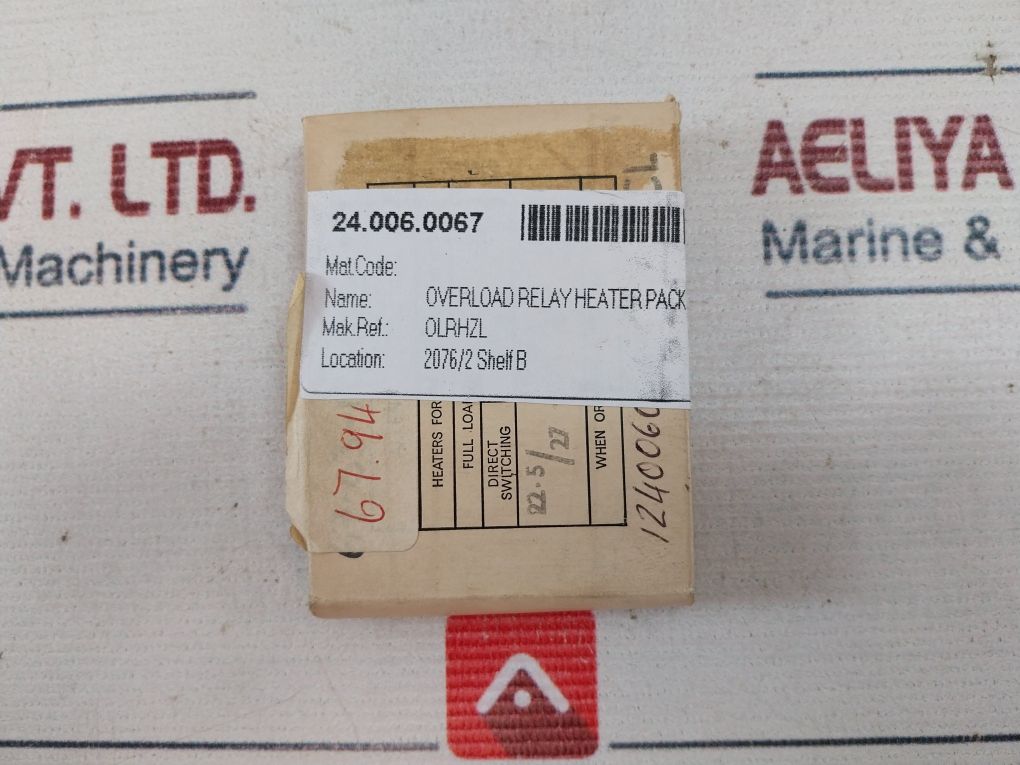 VT. LTD.
Machinery
AELIYA
Marine &
24.006.0067
Mat.Code:
Name: OVERLOAD RELAY HEATER PACK
Mak.Ref.: OLRHZL
Location: 2076/2 Shelf B
67.94
HEATERS FOR
FULL LOA
DIRECT
SWITCHING
22.5/27
WHEN OR
124006